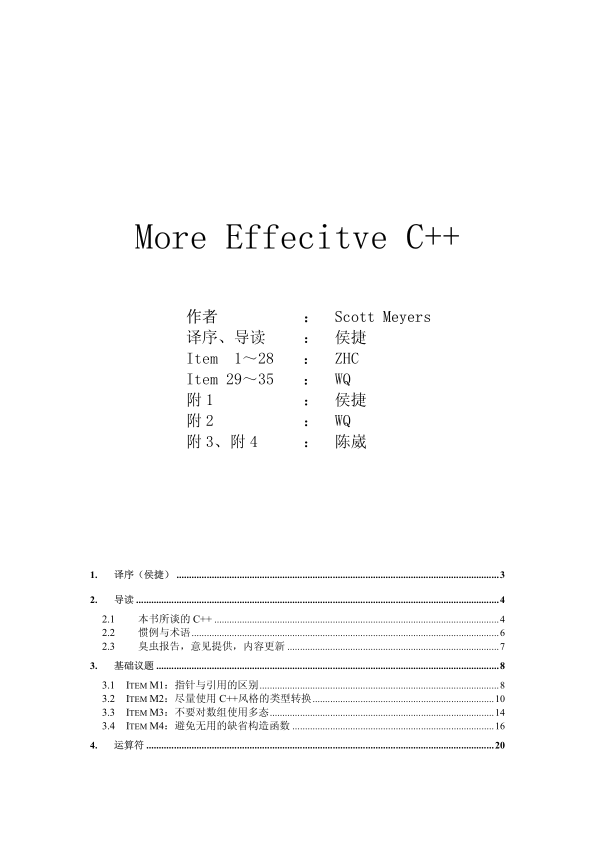 More Effecitve C++
作者 : Scott Meyers
译序、导读 : 侯捷
Item 1～28 : ZHC
Item 29～35 : WQ
附1 : 侯捷
附2 : WQ
附3、附4 : 陈崴
1. 译序（侯捷） ........................................ 3
2. 导读 ........................................ 4
2.1 本书所谈的 C++ ........................................ 4
2.2 惯例与术语 ........................................ 6
2.3 臭虫报告，意见提供，内容更新 ........................................ 7
3. 基础议题 ........................................ 8
3.1 ITEM M1：指针与引用的区别 ........................................ 8
3.2 ITEM M2：尽量使用 C++风格的类型转换 ........................................ 10
3.3 ITEM M3：不要对数组使用多态 ........................................ 14
3.4 ITEM M4：避免无用的缺省构造函数 ........................................ 16
4. 运算符 ........................................ 20